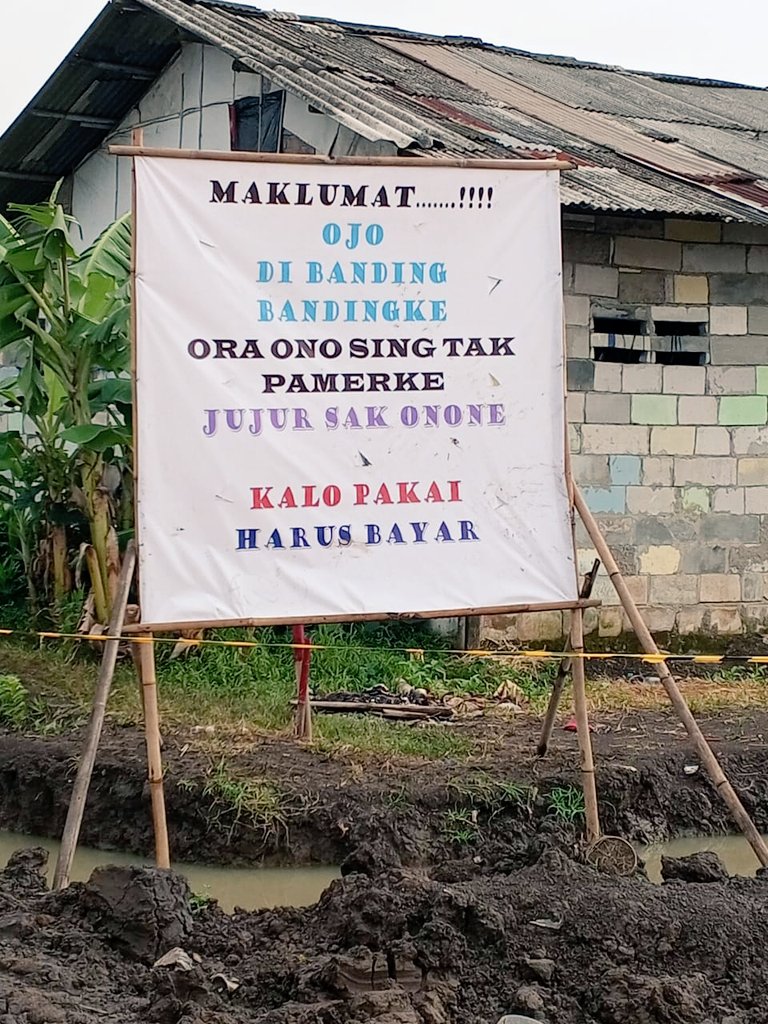 MAKLUMAT.......!!!!
OJO
DI BANDING
BANDINGKE
ORA ONO SING TAK
PAMERKE
JUJUR SAK ONONE
KALO PAKAI
HARUS BAYAR